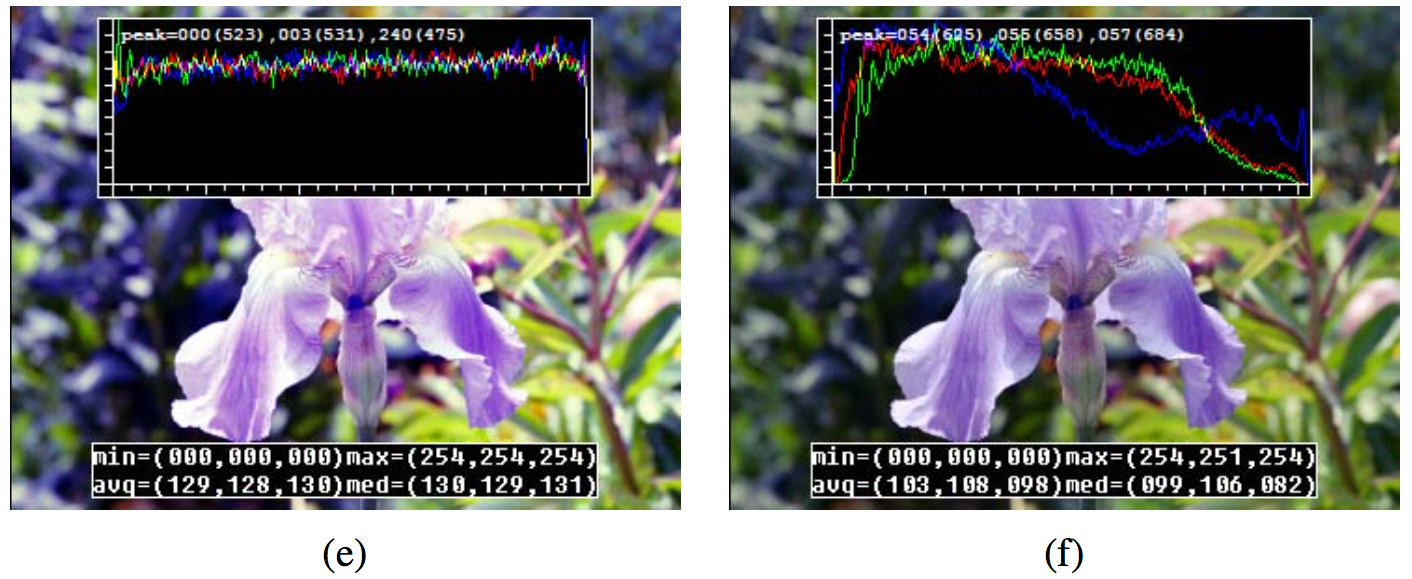 peak=000(523),003(531),240(475)
min=(000,000,000)max=(254,254,254)
avg=(129,128,130)med=(130,129,131)
(e)
peak=054(625),055(658),057(684)
min=(000,000,000)max=(254,251,254)
avg=(103,108,098)med=(099,106,082)
(f)